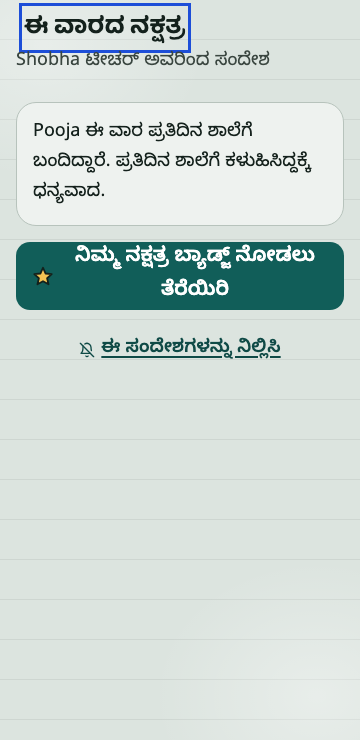 ಈ ವಾರದ ನಕ್ಷತ್ರ
Shobha ಟೀಚರ್ ಅವರಿಂದ ಸಂದೇಶ
Pooja ಈ ವಾರ ಪ್ರತಿದಿನ ಶಾಲೆಗೆ
ಬಂದಿದ್ದಾರೆ. ಪ್ರತಿದಿನ ಶಾಲೆಗೆ ಕಳುಹಿಸಿದ್ದಕ್ಕೆ
ಧನ್ಯವಾದ.
ನಿಮ್ಮ ನಕ್ಷತ್ರ ಬ್ಯಾಡ್ಜ್ ನೋಡಲು
ತೆರೆಯಿರಿ
ಈ ಸಂದೇಶಗಳನ್ನು ನಿಲ್ಲಿಸಿ